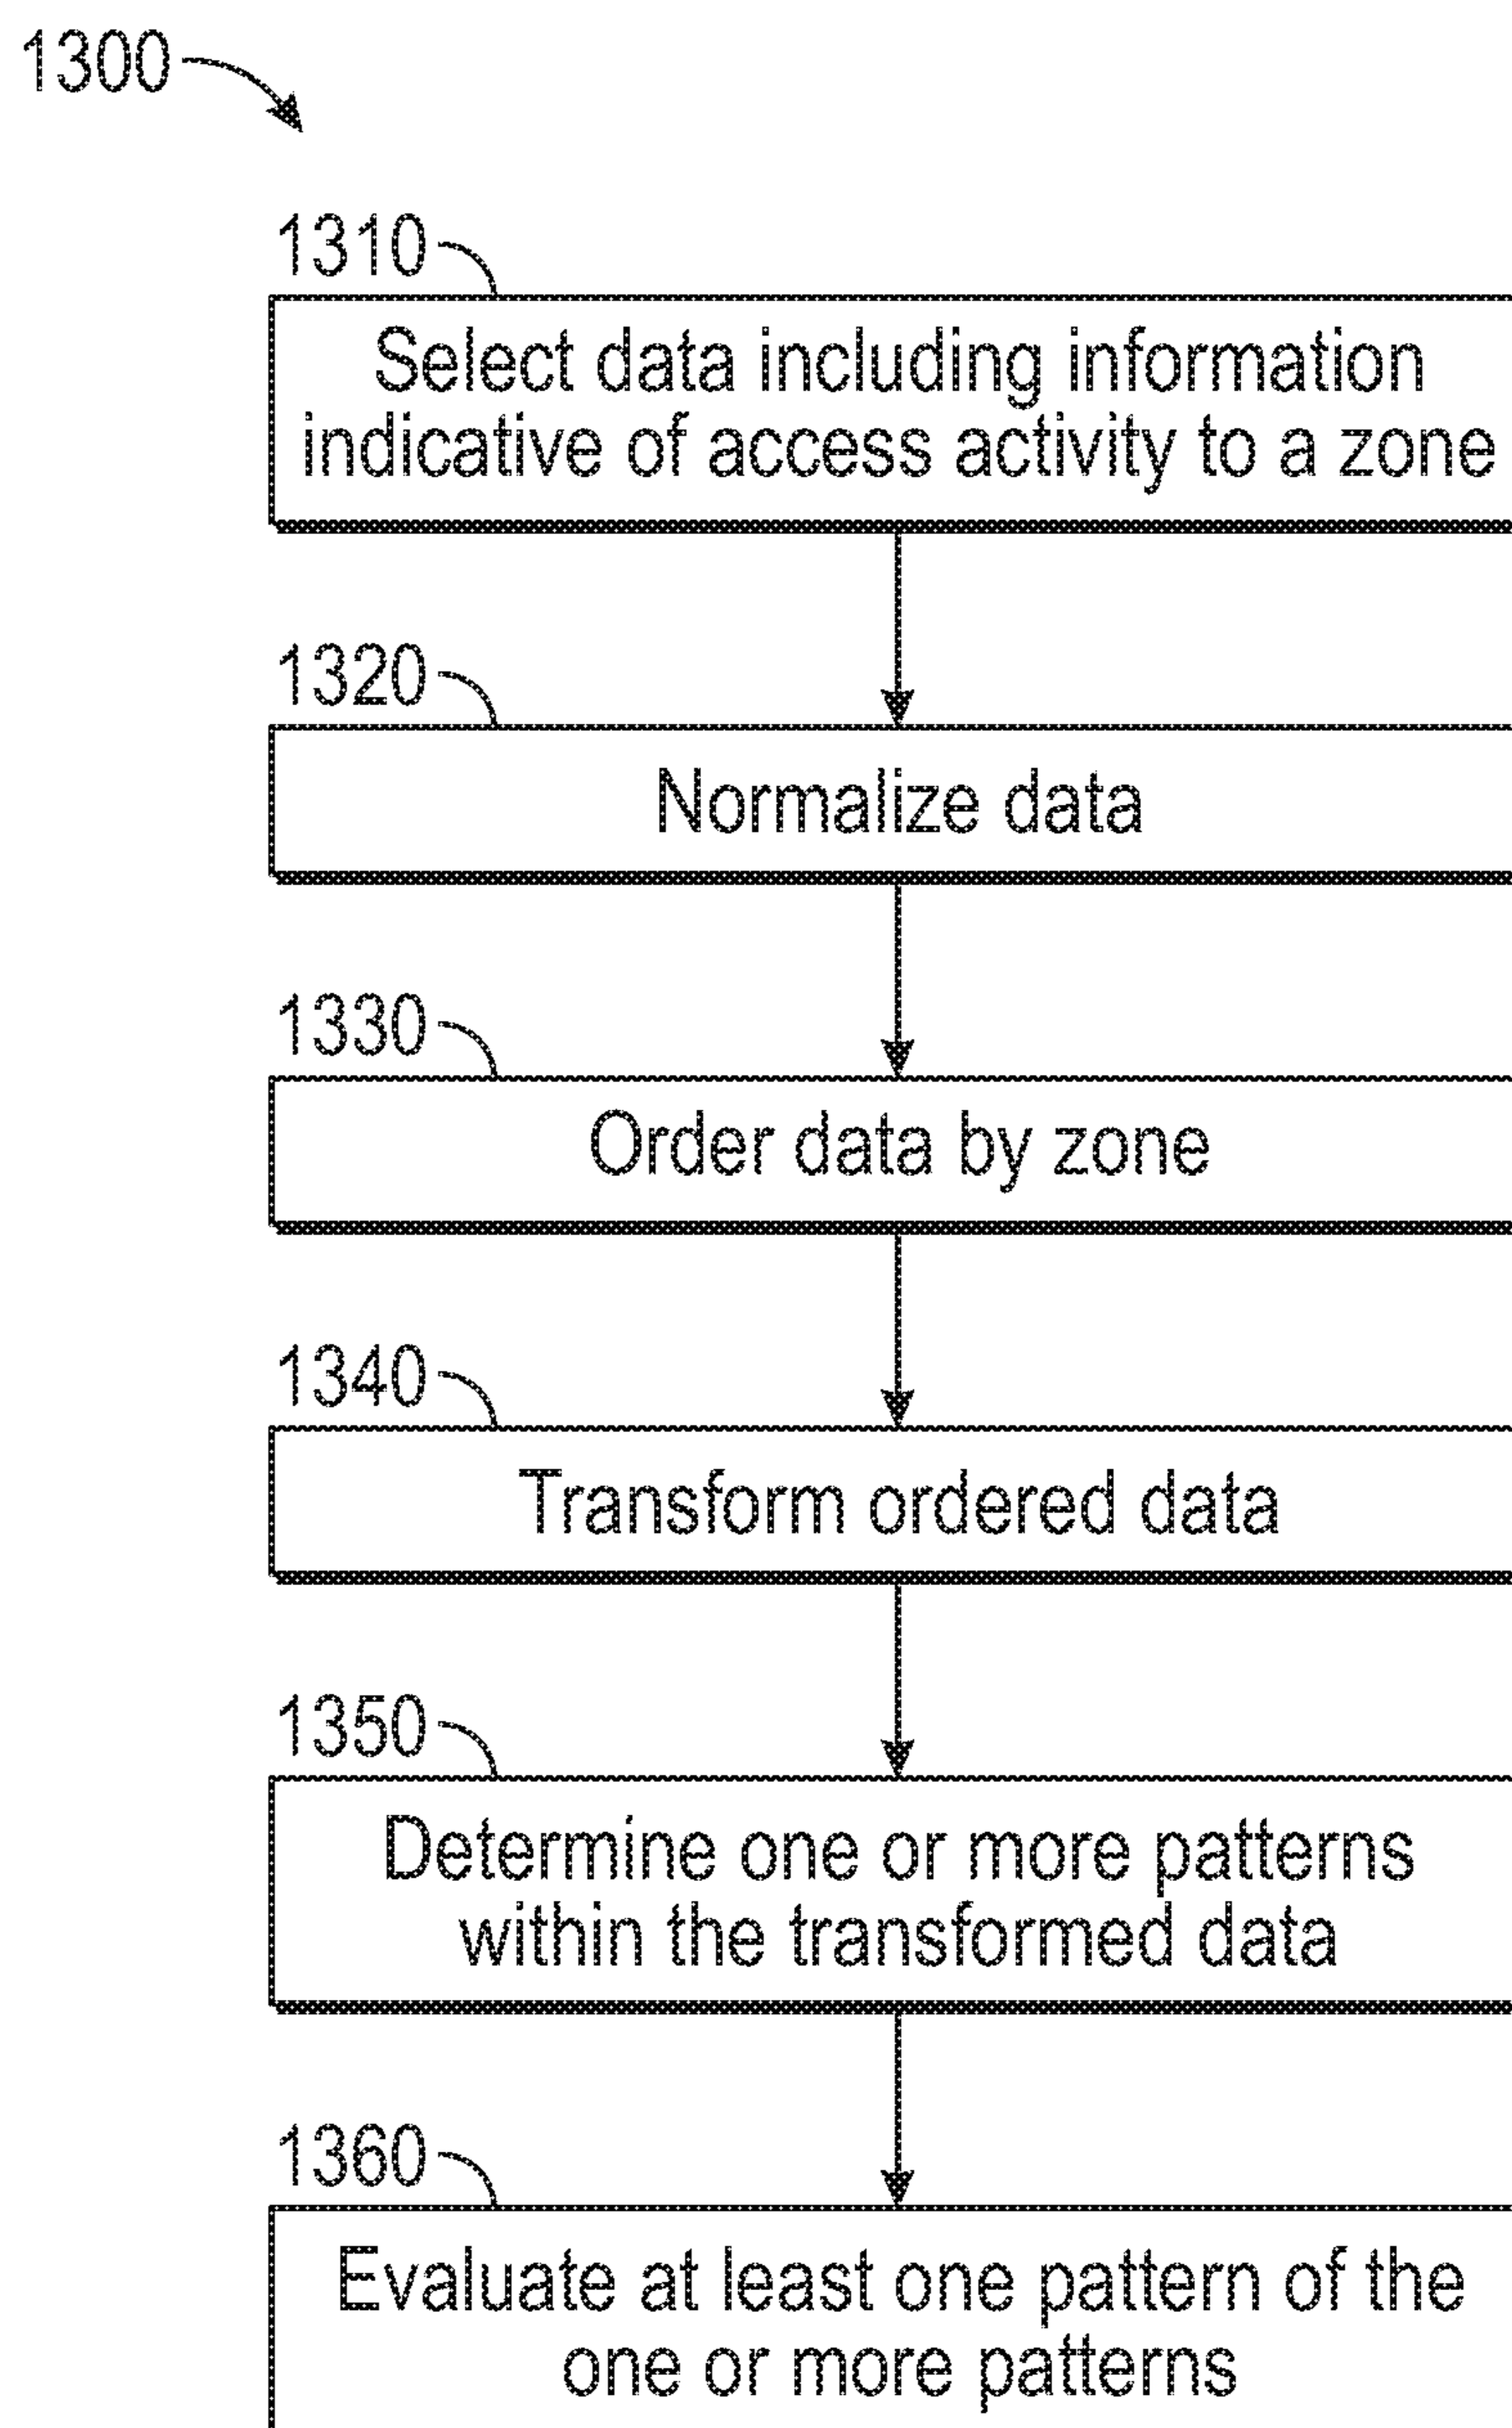 1300
1310
Select data including information
indicative of access activity to a zone
1320
Normalize data
1330
Order data by zone
1340
Transform ordered data
1350
Determine one or more patterns
within the transformed data
1360
Evaluate at least one pattern of the
one or more patterns